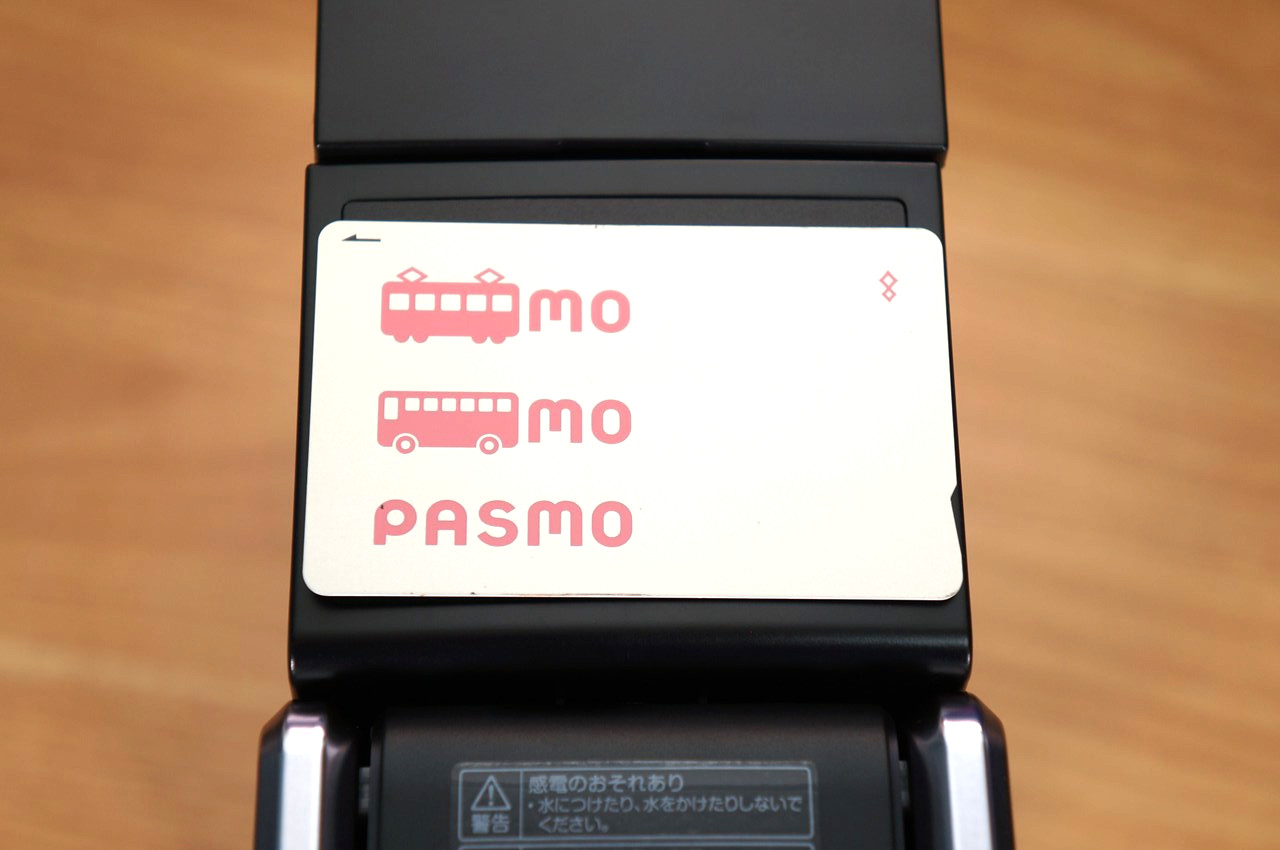 mo
mo
PASMO
感電のおそれあり
・水につけたり、水をかけたりしないで
ください。
警告